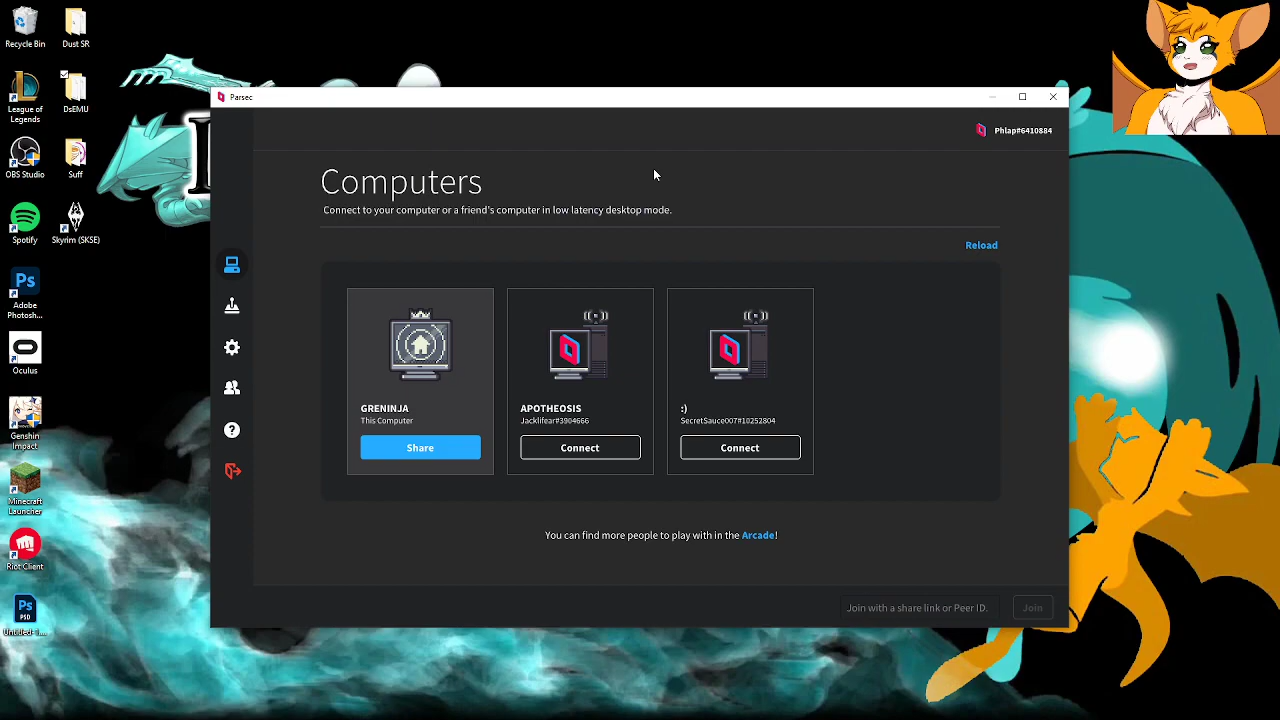 Recycle Bin
Dust SR
League of
Legends
DsEMU
OBS Studio
Suff
Spotify
Skyrim (SKSE)
Adobe
Photosh...
Oculus
Genshin
Impact
Minecraft
Launcher
Riot Client
Untitled-1...
Parsec
Phlap#6410884
Computers
Connect to your computer or a friend's computer in low latency desktop mode.
Reload
GRENINJA
This Computer
Share
APOTHEOSIS
Jacklifear#3904666
Connect
:)
SecretSauce007#10252804
Connect
You can find more people to play with in the Arcade!
Join with a share link or Peer ID.
Join